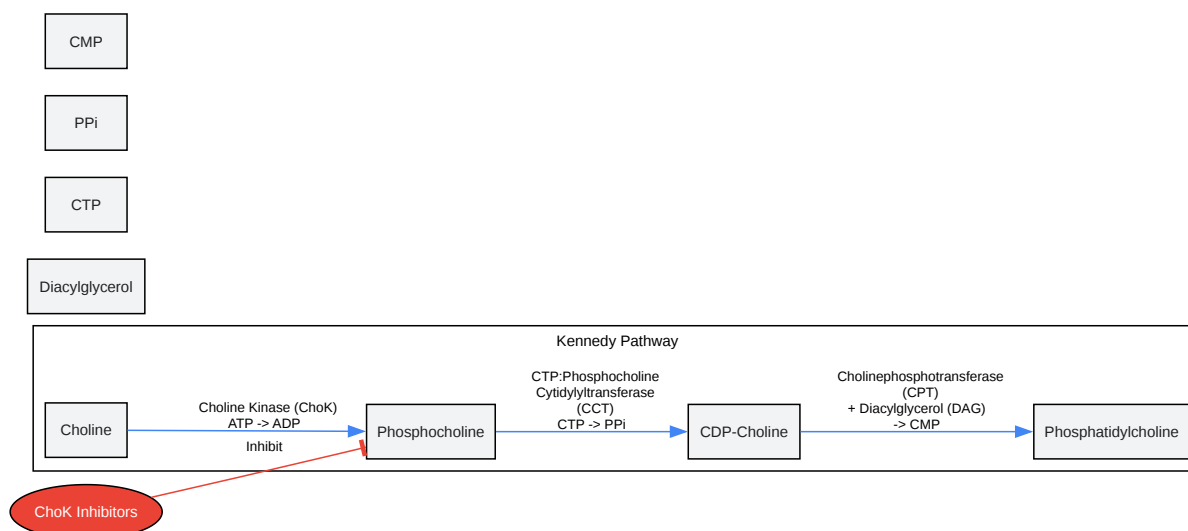 CMP
PPi
CTP
Diacylglycerol
Kennedy Pathway
Choline
Choline Kinase (ChoK)
ATP -> ADP
Inhibit
Phosphocholine
CTP:Phosphocholine
Cytidylyltransferase
(CCT)
CTP -> PPi
CDP-Choline
Cholinephosphotransferase
(CPT)
+ Diacylglycerol (DAG)
-> CMP
Phosphatidylcholine
ChoK Inhibitors